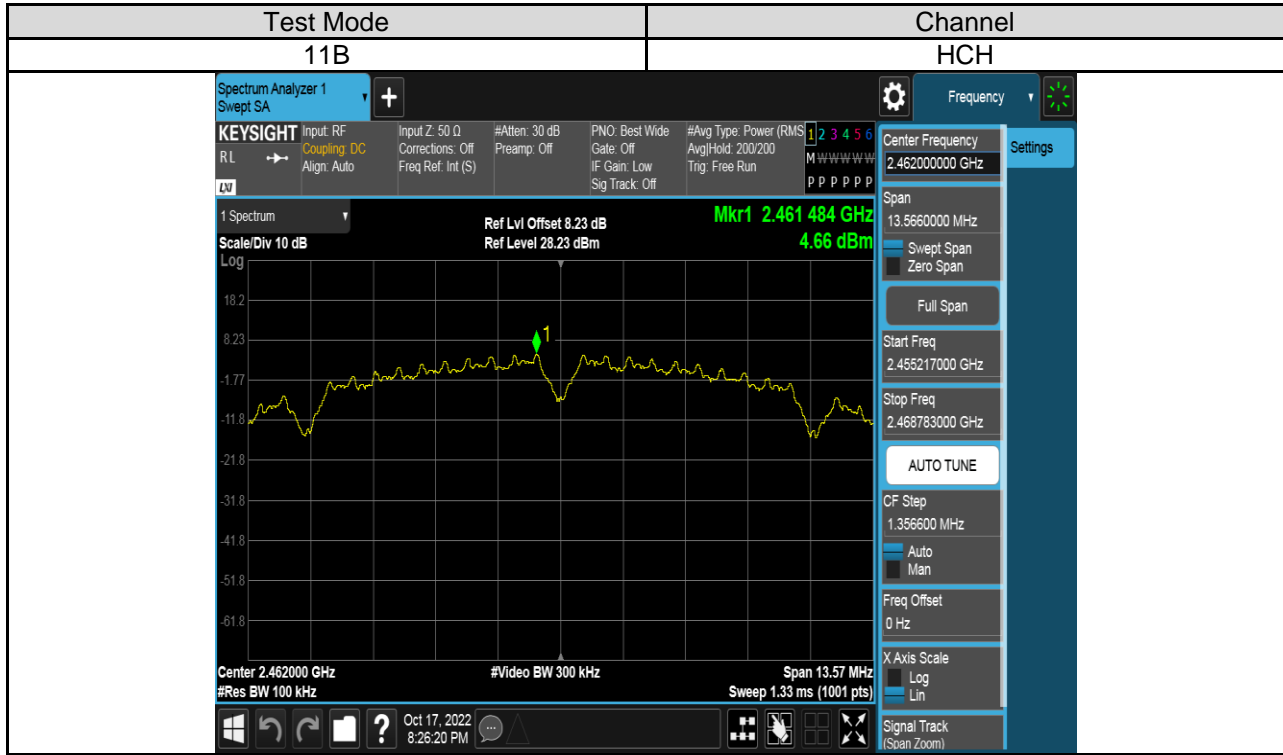 Test Mode Channel
11B HCH
Spectrum Analyzer 1
Swept SA
+
Frequency
KEYSIGHT Input: RF Input Z: 50 Ω #Atten: 30 dB PNO: Best Wide #Avg Type: Power (RMS 1 2 3 4 5 6
RL Coupling: DC Corrections: Off Preamp: Off Gate: Off Avg|Hold: 200/200 M W W W W W
Align: Auto Freq Ref: Int (S) IF Gain: Low Trig: Free Run
LXI Sig Track: Off P P P P P P
1 Spectrum Ref Lvl Offset 8.23 dB Mkr1 2.461 484 GHz
Scale/Div 10 dB Ref Level 28.23 dBm 4.66 dBm
Log
18.2
8.23
1
-1.77
-11.8
-21.8
-31.8
-41.8
-51.8
-61.8
Center 2.462000 GHz #Video BW 300 kHz Span 13.57 MHz
#Res BW 100 kHz Sweep 1.33 ms (1001 pts)
? Oct 17, 2022
8:26:20 PM
Center Frequency
2.462000000 GHz
Settings
Span
13.5660000 MHz
Swept Span
Zero Span
Full Span
Start Freq
2.455217000 GHz
Stop Freq
2.468783000 GHz
AUTO TUNE
CF Step
1.356600 MHz
Auto
Man
Freq Offset
0 Hz
X Axis Scale
Log
Lin
Signal Track
(Span Zoom)